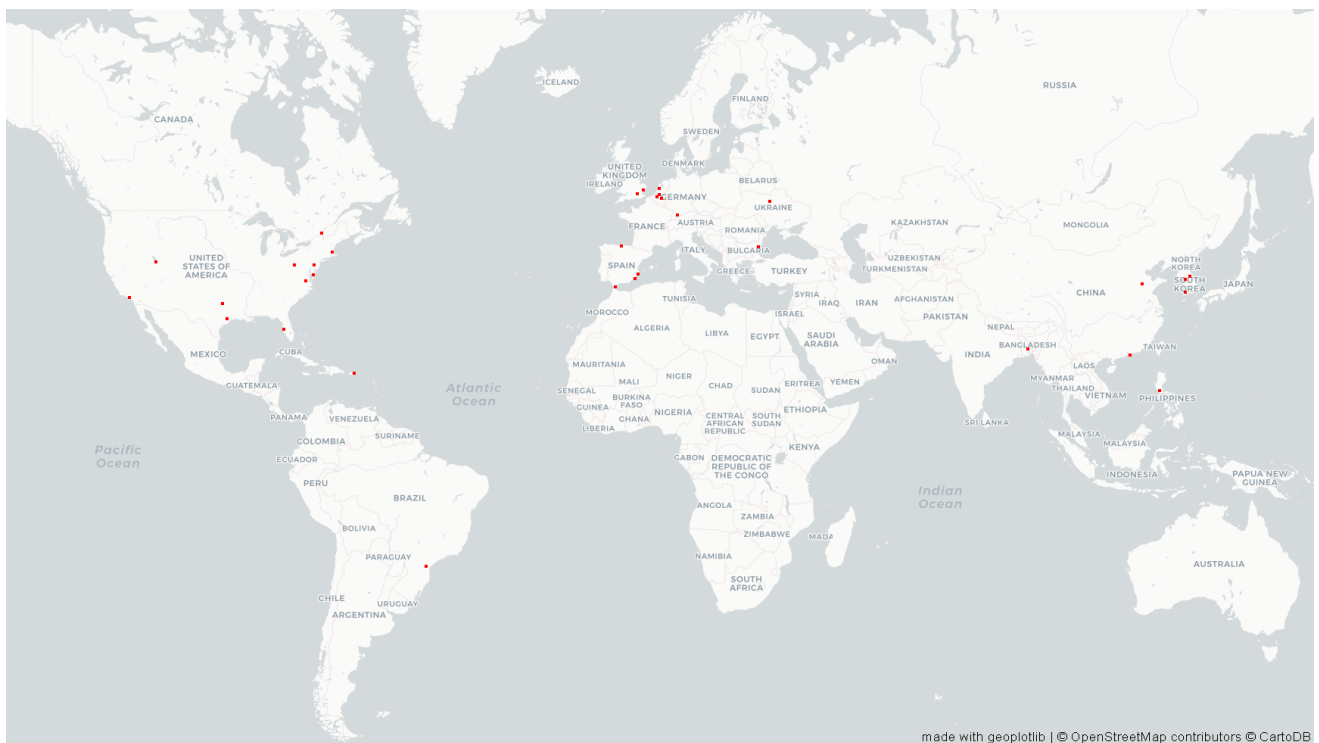 ICELAND
RUSSIA
FINLAND
CANADA
SWEDEN
UNITED
KINGDOM
DENMARK
IRELAND
BELARUS
GERMANY
UKRAINE
FRANCE
AUSTRIA
KAZAKHSTAN
MONGOLIA
ROMANIA
ITALY
BULGARIA
UNITED
STATES OF
AMERICA
SPAIN
GREECE
TURKEY
UZBEKISTAN
TURKMENISTAN
NORTH
KOREA
SOUTH
KOREA
JAPAN
CHINA
TUNISIA
SYRIA
IRAQ
IRAN
AFGHANISTAN
MOROCCO
ISRAEL
PAKISTAN
ALGERIA
LIBYA
EGYPT
SAUDI
ARABIA
NEPAL
BANGLADESH
TAIWAN
MEXICO
CUBA
INDIA
OMAN
LAOS
MAURITANIA
MYANMAR
GUATEMALA
Atlantic
Ocean
SENEGAL
MALI
NIGER
CHAD
SUDAN
ERITREA
YEMEN
THAILAND
VIETNAM
PHILIPPINES
BURKINA
FASO
GUINEA
GHANA
NIGERIA
CENTRAL
AFRICAN
REPUBLIC
SOUTH
SUDAN
ETHIOPIA
PANAMA
VENEZUELA
LIBERIA
SRI LANKA
COLOMBIA
SURINAME
KENYA
MALAYSIA
MALAYSIA
Pacific
Ocean
ECUADOR
GABON
DEMOCRATIC
REPUBLIC OF
THE CONGO
INDONESIA
PAPUA NEW
GUINEA
PERU
BRAZIL
Indian
Ocean
ANGOLA
ZAMBIA
BOLIVIA
ZIMBABWE
MADA
PARAGUAY
NAMIBIA
AUSTRALIA
SOUTH
AFRICA
CHILE
URUGUAY
ARGENTINA
made with geoplotlib | © OpenStreetMap contributors © CartoDB